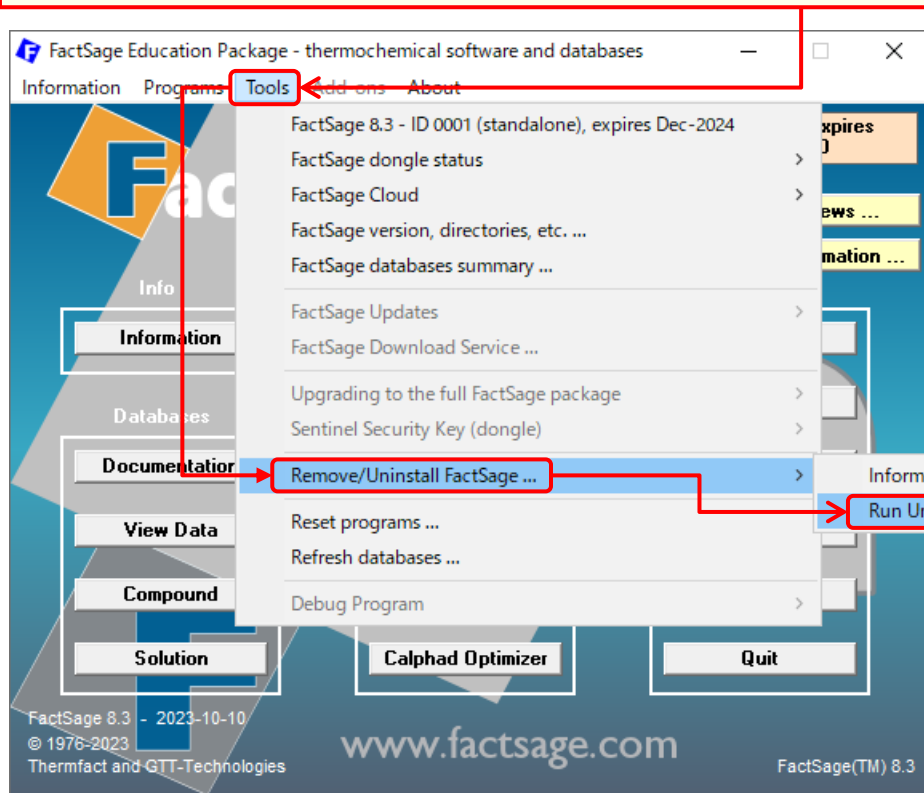 FactSage Education Package - thermochemical software and databases
Information Programs Tools Add-ons About
FactSage 8.3 - ID 0001 (standalone), expires Dec-2024
FactSage dongle status
FactSage Cloud
FactSage version, directories, etc. ...
FactSage databases summary ...
FactSage Updates
FactSage Download Service ...
Upgrading to the full FactSage package
Sentinel Security Key (dongle)
Remove/Uninstall FactSage ...
Reset programs ...
Refresh databases ...
Debug Program
Inform
Run Un
xpires
ews ...
mation ...
Fac
Info
Information
Databases
Documentation
View Data
Compound
Solution
Calphad Optimizer
Quit
FactSage 8.3 - 2023-10-10
© 1976-2023
Thermfact and GTT-Technologies
www.factsage.com
FactSage(TM) 8.3